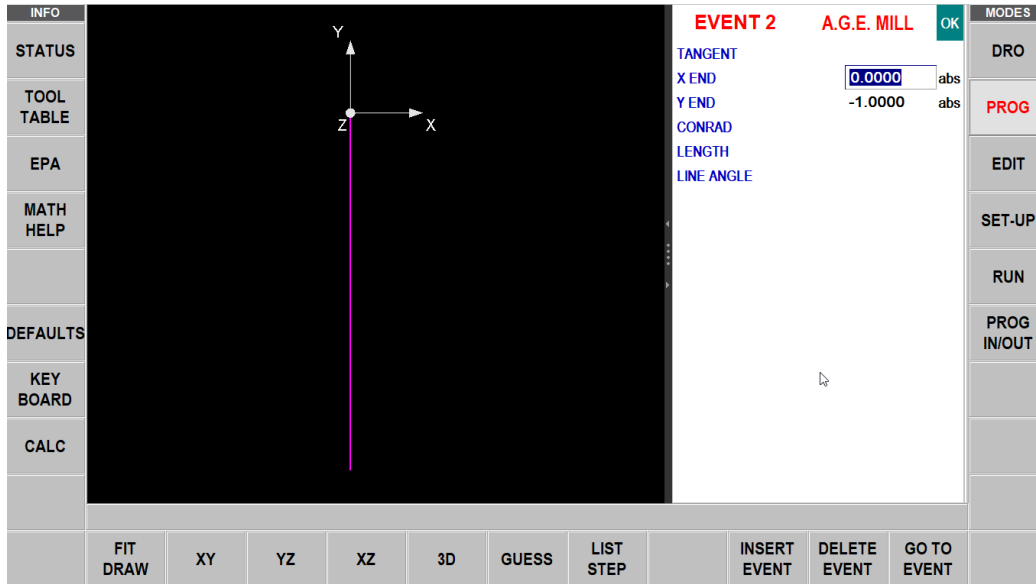 INFO
STATUS
TOOL
TABLE
EPA
MATH
HELP
DEFAULTS
KEY
BOARD
CALC
Y
Z
X
EVENT 2 A.G.E. MILL OK
TANGENT
X END 0.0000 abs
Y END -1.0000 abs
CONRAD
LENGTH
LINE ANGLE
MODES
DRO
PROG
EDIT
SET-UP
RUN
PROG
IN/OUT
FIT
DRAW
XY
YZ
XZ
3D
GUESS
LIST
STEP
INSERT
EVENT
DELETE
EVENT
GO TO
EVENT